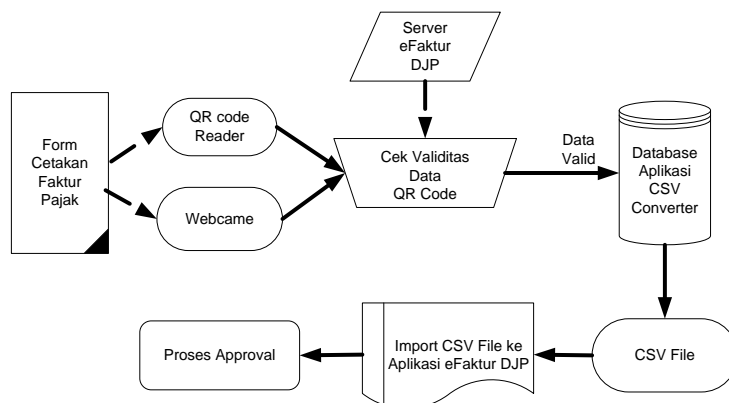 Server
eFaktur
DJP
Form
Cetakan
Faktur
Pajak
QR code
Reader
Webcame
Cek Validitas
Data
QR Code
Data
Valid
Database
Aplikasi
CSV
Converter
Proses Approval
Import CSV File ke
Aplikasi eFaktur DJP
CSV File